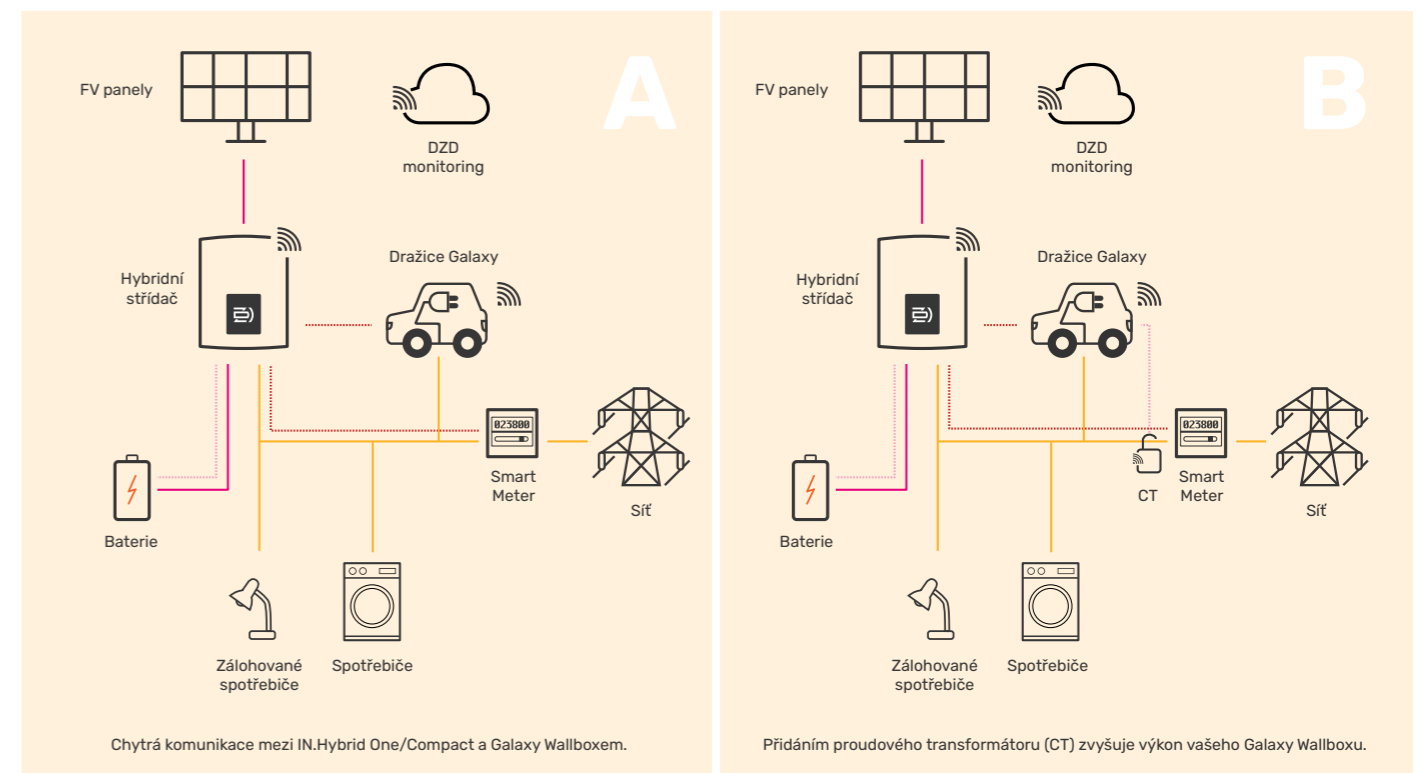 A
FV panely
DZD
monitoring
Hybridní
střídač
Dražice Galaxy
023800
Smart
Meter
Síť
Baterie
Zálohované
spotřebiče
Spotřebiče
Chytrá komunikace mezi IN.Hybrid One/Compact a Galaxy Wallboxem.
B
FV panely
DZD
monitoring
Hybridní
střídač
Dražice Galaxy
023800
CT
Smart
Meter
Síť
Baterie
Zálohované
spotřebiče
Spotřebiče
Přidáním proudového transformátoru (CT) zvyšuje výkon vašeho Galaxy Wallboxu.